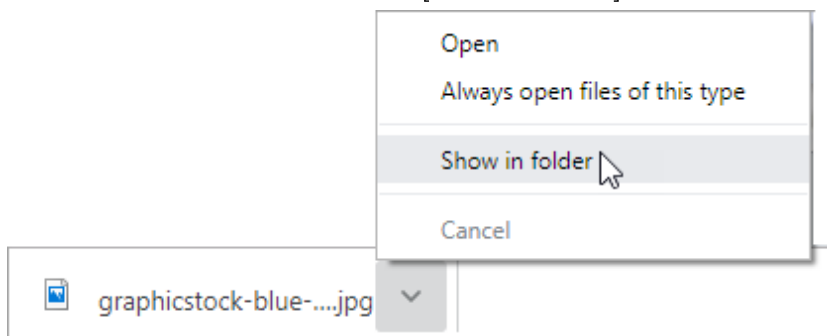 Open
Always open files of this type
Show in folder
Cancel
graphicstock-blue-....jpg